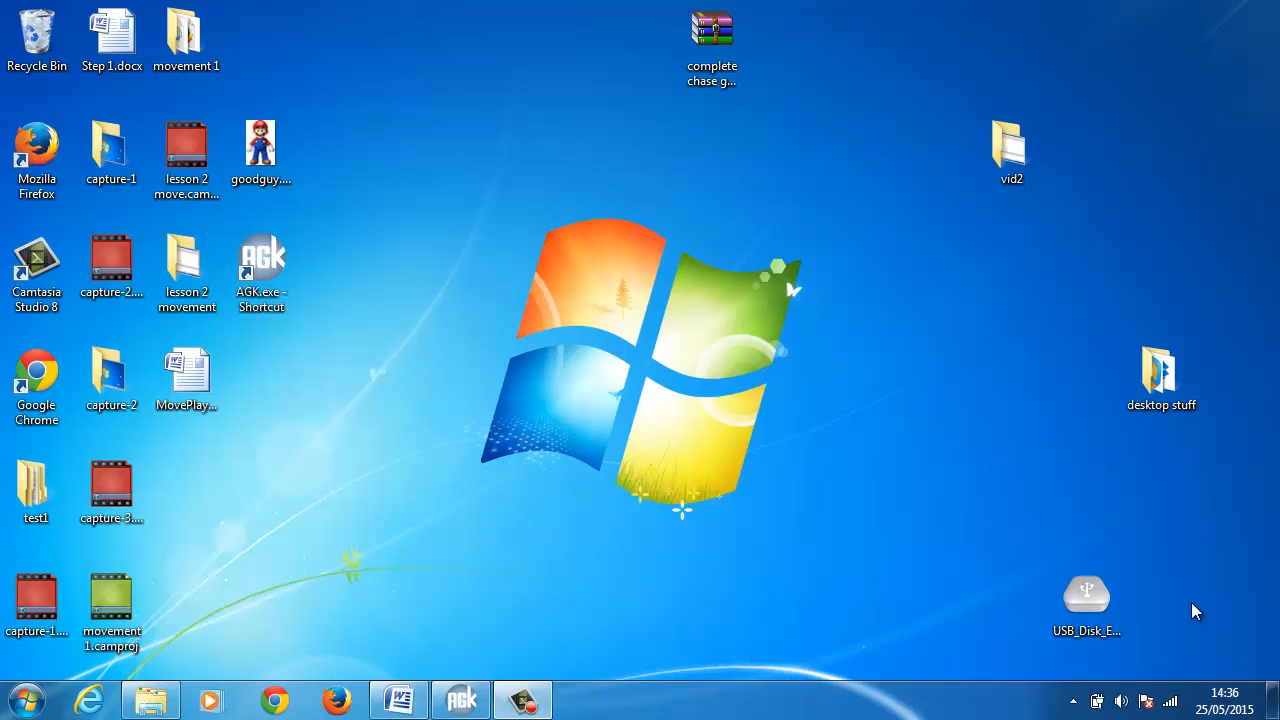 Recycle Bin
Step 1.docx
movement 1
complete
chase g...
Mozilla
Firefox
capture-1
lesson 2
move.cam...
goodguy....
vid2
Camtasia
Studio 8
capture-2....
lesson 2
movement
AGK
AGK.exe -
Shortcut
Google
Chrome
capture-2
MovePlay...
desktop stuff
test1
capture-3....
capture-1....
movement
1.camproj
USB_Disk_E...
AGK
14:36
25/05/2015